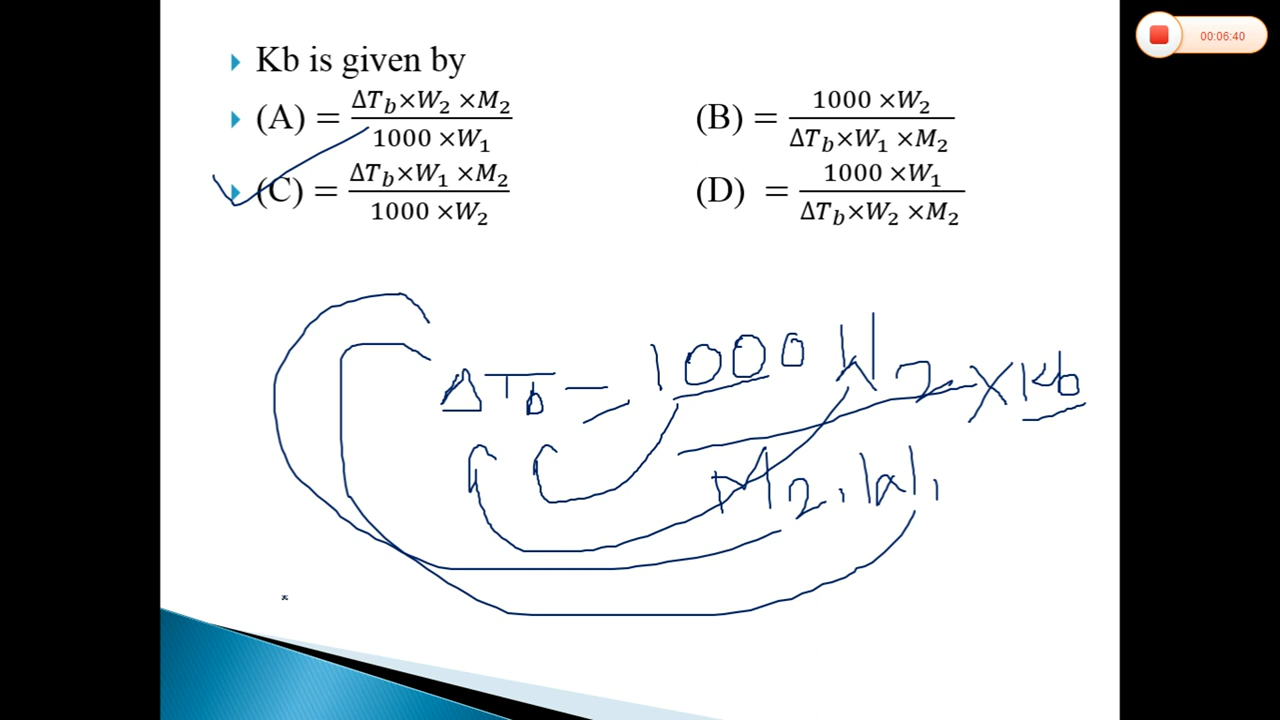 00:06:40
Kb is given by
(A) = ΔT_b×W_2 ×M_2 / 1000 ×W_1 (B) = 1000 ×W_2 / ΔT_b×W_1 ×M_2
(C) = ΔT_b×W_1 ×M_2 / 1000 ×W_2 (D) = 1000 ×W_1 / ΔT_b×W_2 ×M_2
ΔTb = 1000 W2 × Kb
M2 . W1